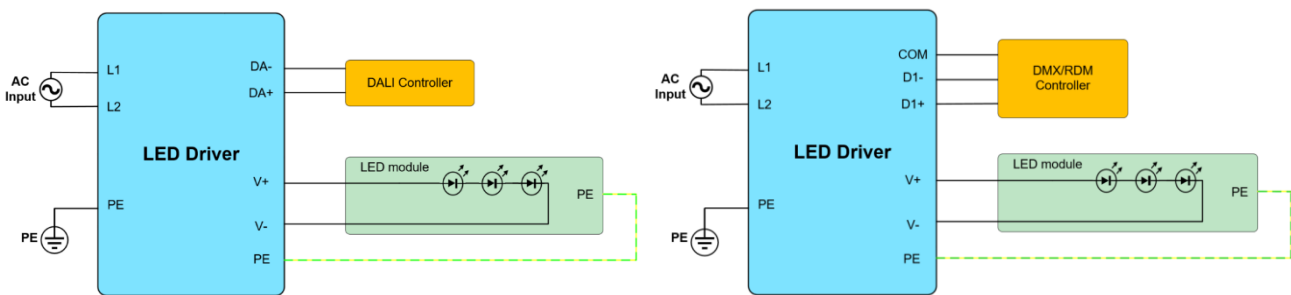 AC
Input
L1
L2
PE
PE
LED Driver
DA-
DA+
V+
V-
PE
DALI Controller
LED module
PE
AC
Input
L1
L2
PE
PE
LED Driver
COM
D1-
D1+
V+
V-
PE
DMX/RDM
Controller
LED module
PE